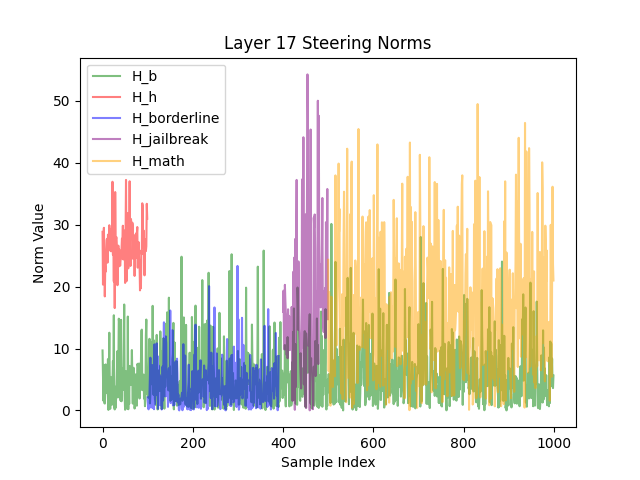 Layer 17 Steering Norms
H_b
H_h
H_borderline
H_jailbreak
H_math
Norm Value
50
40
30
20
10
0
0 200 400 600 800 1000
Sample Index